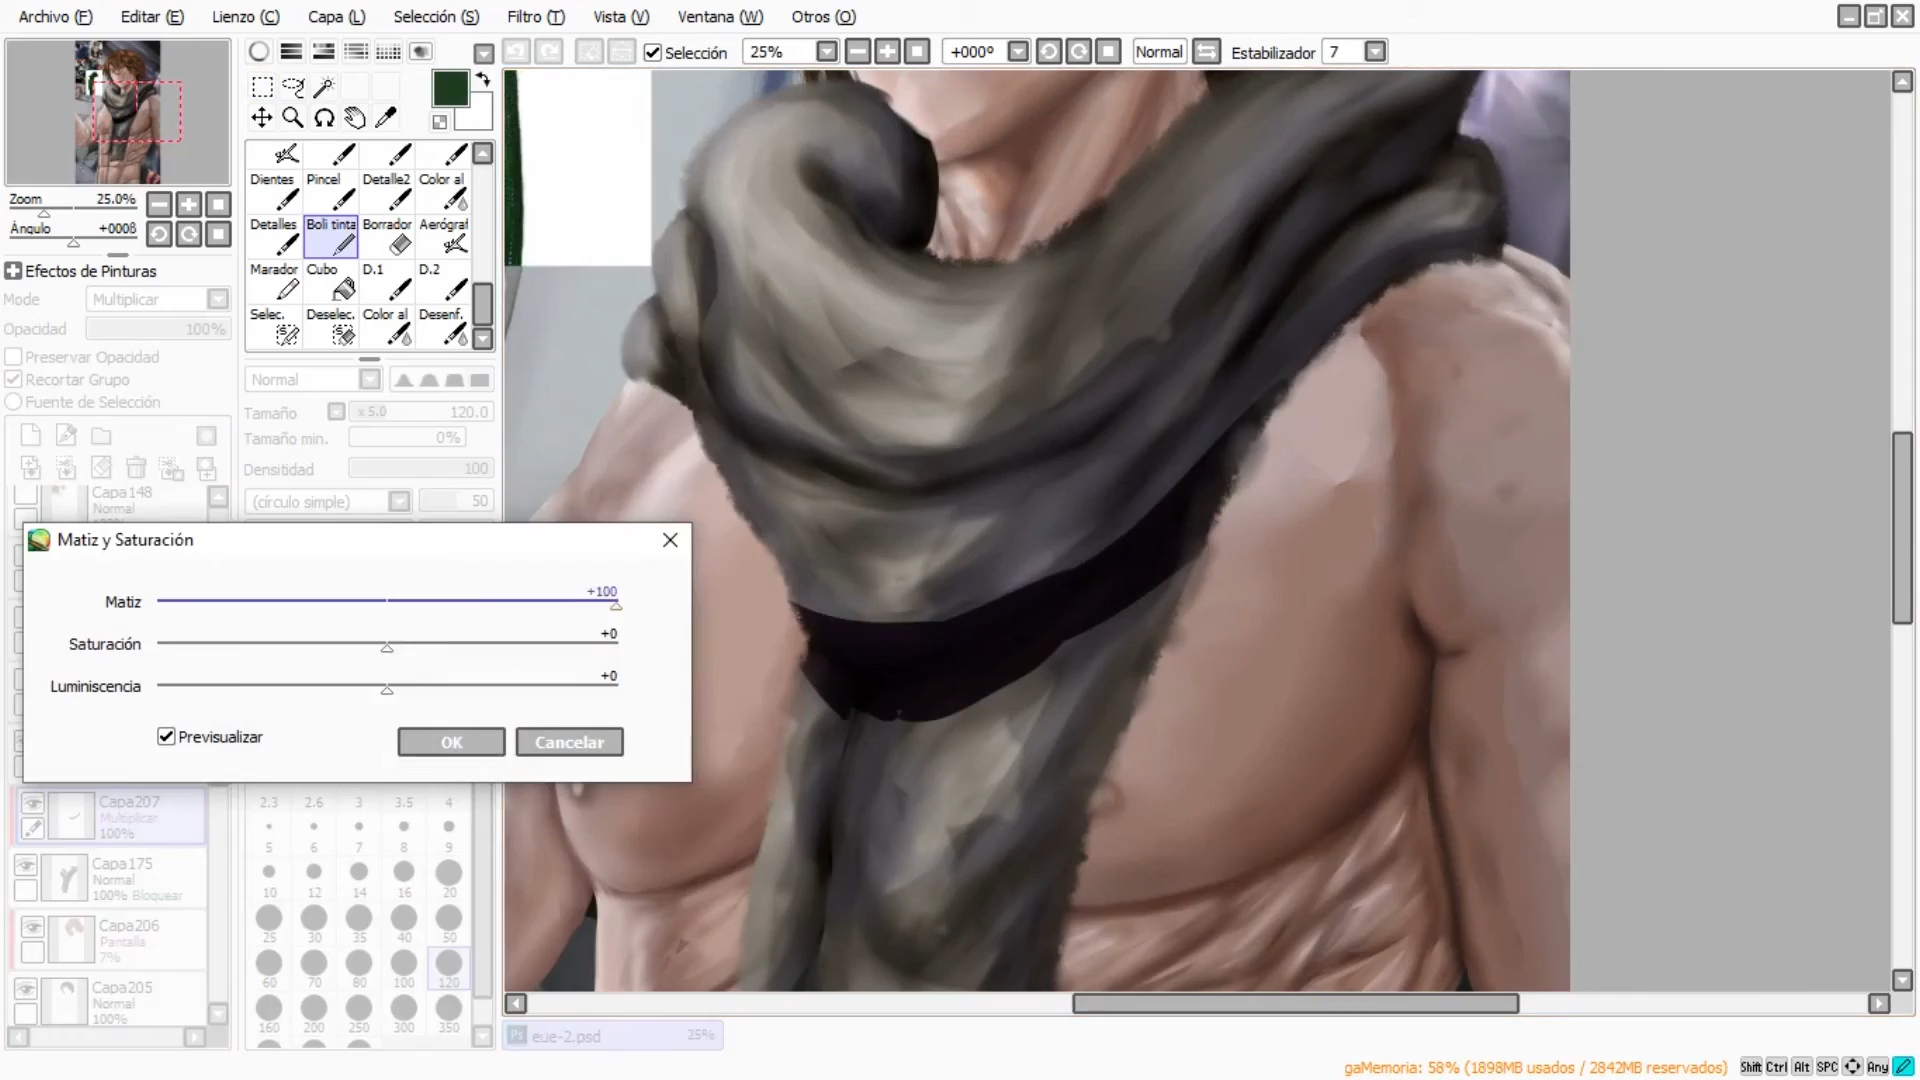 Archivo (F) Editar (E) Lienzo (C) Capa (L) Selección (S) Filtro (T) Vista (V) Ventana (W) Otros (O)
Selección 25% +000º Normal Estabilizador 7
Zoom 25.0%
Ángulo +000ß
Efectos de Pinturas
Modo Multiplicar
Opacidad 100%
Preservar Opacidad
Recortar Grupo
Fuente de Selección
Capa148
Normal
Dientes Pincel Detalle2 Color al
Detalles Boli tinta Borrador Aerógraf
Marador Cubo D.1 D.2
Selec. Deselec. Color al Desenf.
Normal
Tamaño x 5.0 120.0
Tamaño min. 0%
Densitidad 100
(círculo simple) 50
Matiz y Saturación
Matiz +100
Saturación +0
Luminiscencia +0
Previsualizar OK Cancelar
Capa207
Multiplicar
100%
Capa175
Normal
100% Bloquear
Capa206
Pantalla
7%
Capa205
Normal
100%
2.3 2.6 3 3.5 4
5 6 7 8 9
10 12 14 16 20
25 30 35 40 50
60 70 80 100 120
160 200 250 300 350
Ps eue-2.psd 25%
gaMemoria: 58% (1898MB usados / 2842MB reservados) Shift Ctrl Alt SPC Any